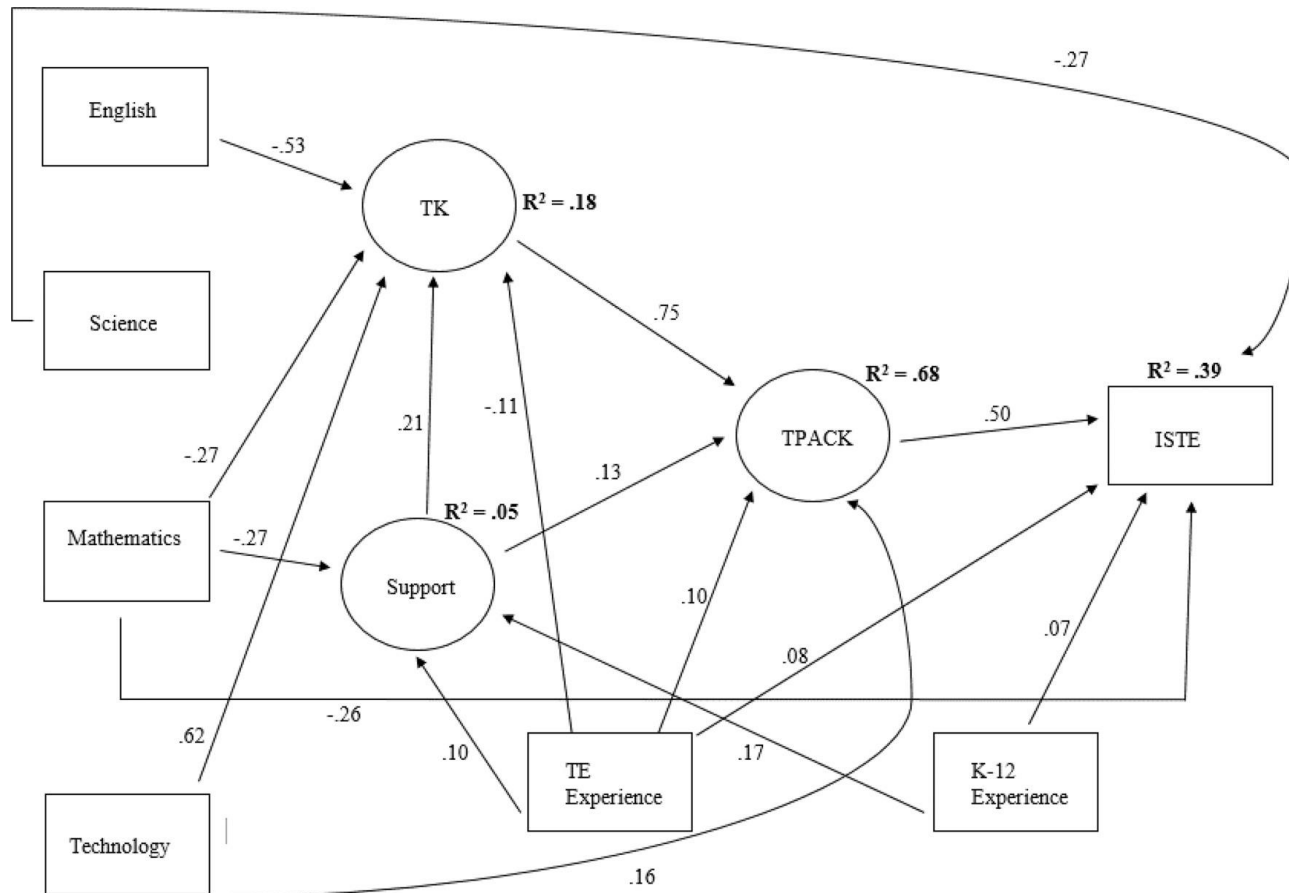 -.27
English
-.53
TK
R² = .18
Science
.75
R² = .68
R² = .39
-.11
.21
.50
TPACK
ISTE
-.27
.13
R² = .05
Mathematics
-.27
Support
.10
.07
.08
-.26
.62
.10
.17
TE
Experience
K-12
Experience
Technology
.16